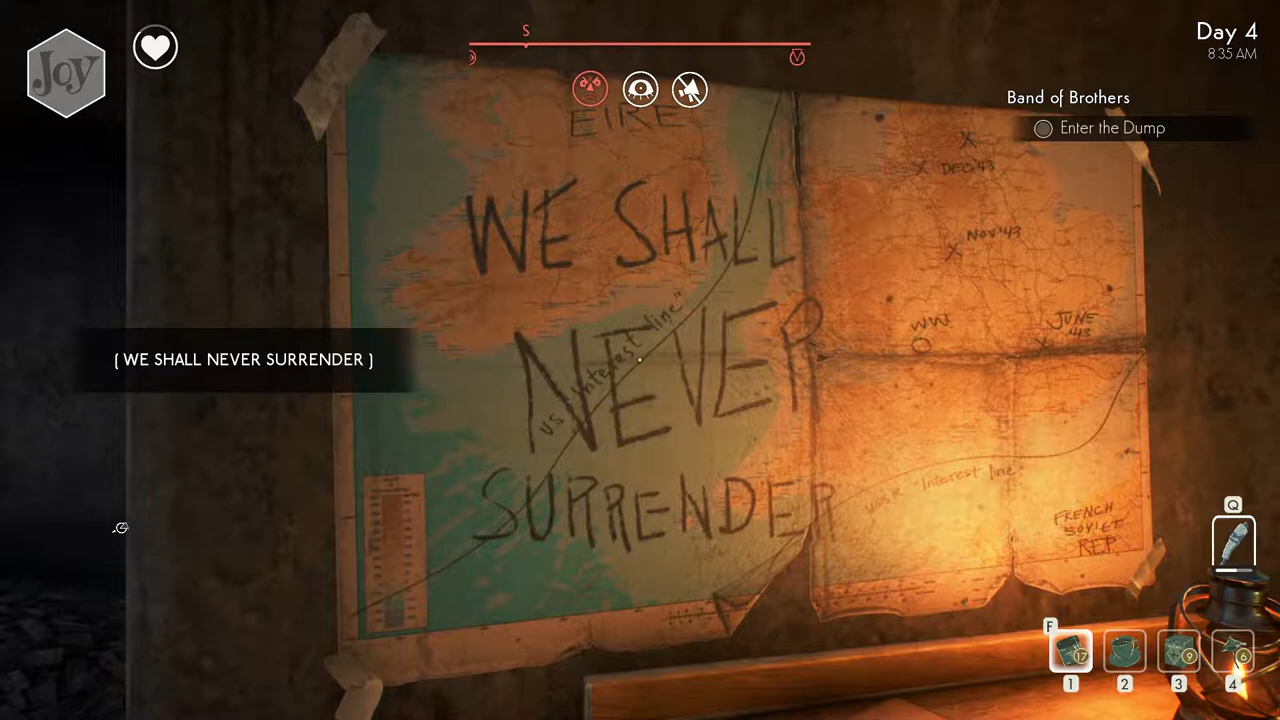 Joy
S
Day 4
8:35 AM
Band of Brothers
Enter the Dump
EIRE
DEC '43
WE SHALL
NOV '43
US "interest line"
WW
JUNE '43
NEVER
(WE SHALL NEVER SURRENDER)
SURRENDER
USSR "interest line"
FRENCH
SOVIET
REP.
Q
F
17
9
6
1
2
3
4